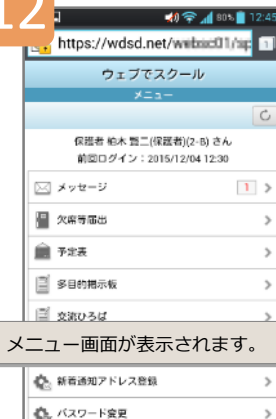 12
80% 12:45
https://wdsd.net/websc01/ap 1
ウェブでスクール
メニュー
保護者 柏木 賢二(保護者)(2-B) さん
前回ログイン：2015/12/04 12:30
メッセージ 1
欠席等届出
予定表
多目的掲示板
交流ひろば
メニュー画面が表示されます。
新着通知アドレス登録
パスワード変更